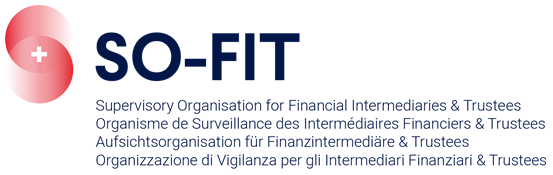 SO-FIT
Supervisory Organisation for Financial Intermediaries & Trustees
Organisme de Surveillance des Intermédiaires Financiers & Trustees
Aufsichtsorganisation für Finanzintermediäre & Trustees
Organizzazione di Vigilanza per gli Intermediari Finanziari & Trustees